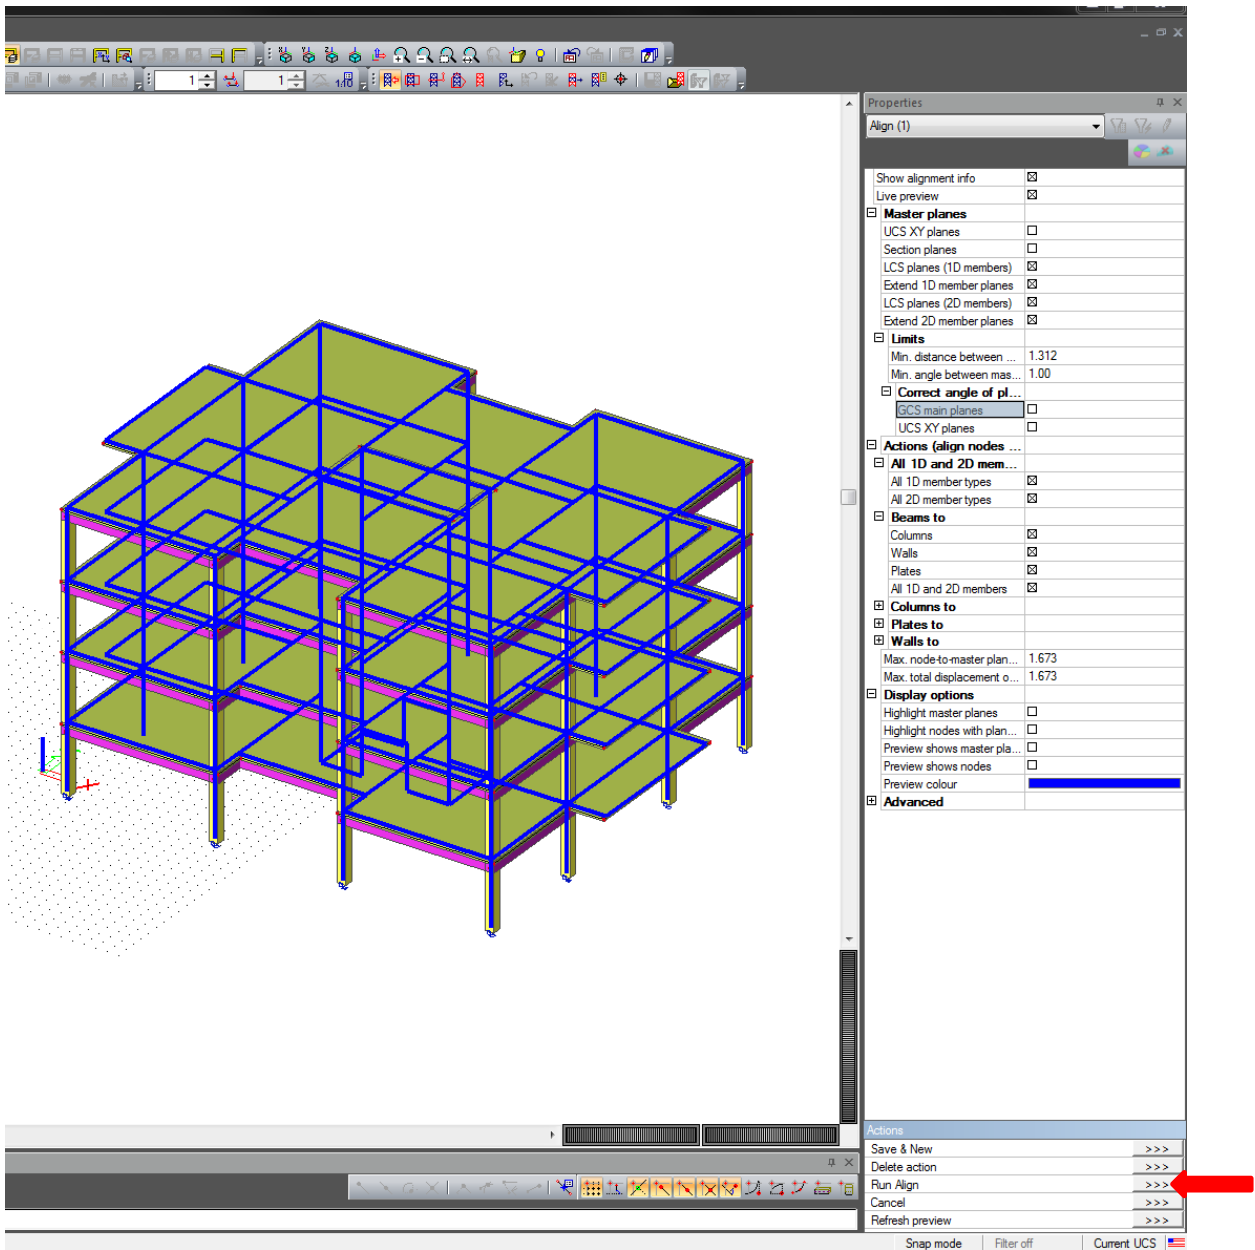 1
1
Properties
Align (1)
Show alignment info
Live preview
Master planes
UCS XY planes
Section planes
LCS planes (1D members)
Extend 1D member planes
LCS planes (2D members)
Extend 2D member planes
Limits
Min. distance between ... 1.312
Min. angle between mas... 1.00
Correct angle of pl...
GCS main planes
UCS XY planes
Actions (align nodes ...
All 1D and 2D mem...
All 1D member types
All 2D member types
Beams to
Columns
Walls
Plates
All 1D and 2D members
Columns to
Plates to
Walls to
Max. node-to-master plan... 1.673
Max. total displacement o... 1.673
Display options
Highlight master planes
Highlight nodes with plan...
Preview shows master pla...
Preview shows nodes
Preview colour
Advanced
Actions
Save & New >>>
Delete action >>>
Run Align >>>
Cancel >>>
Refresh preview >>>
Snap mode Filter off Current UCS